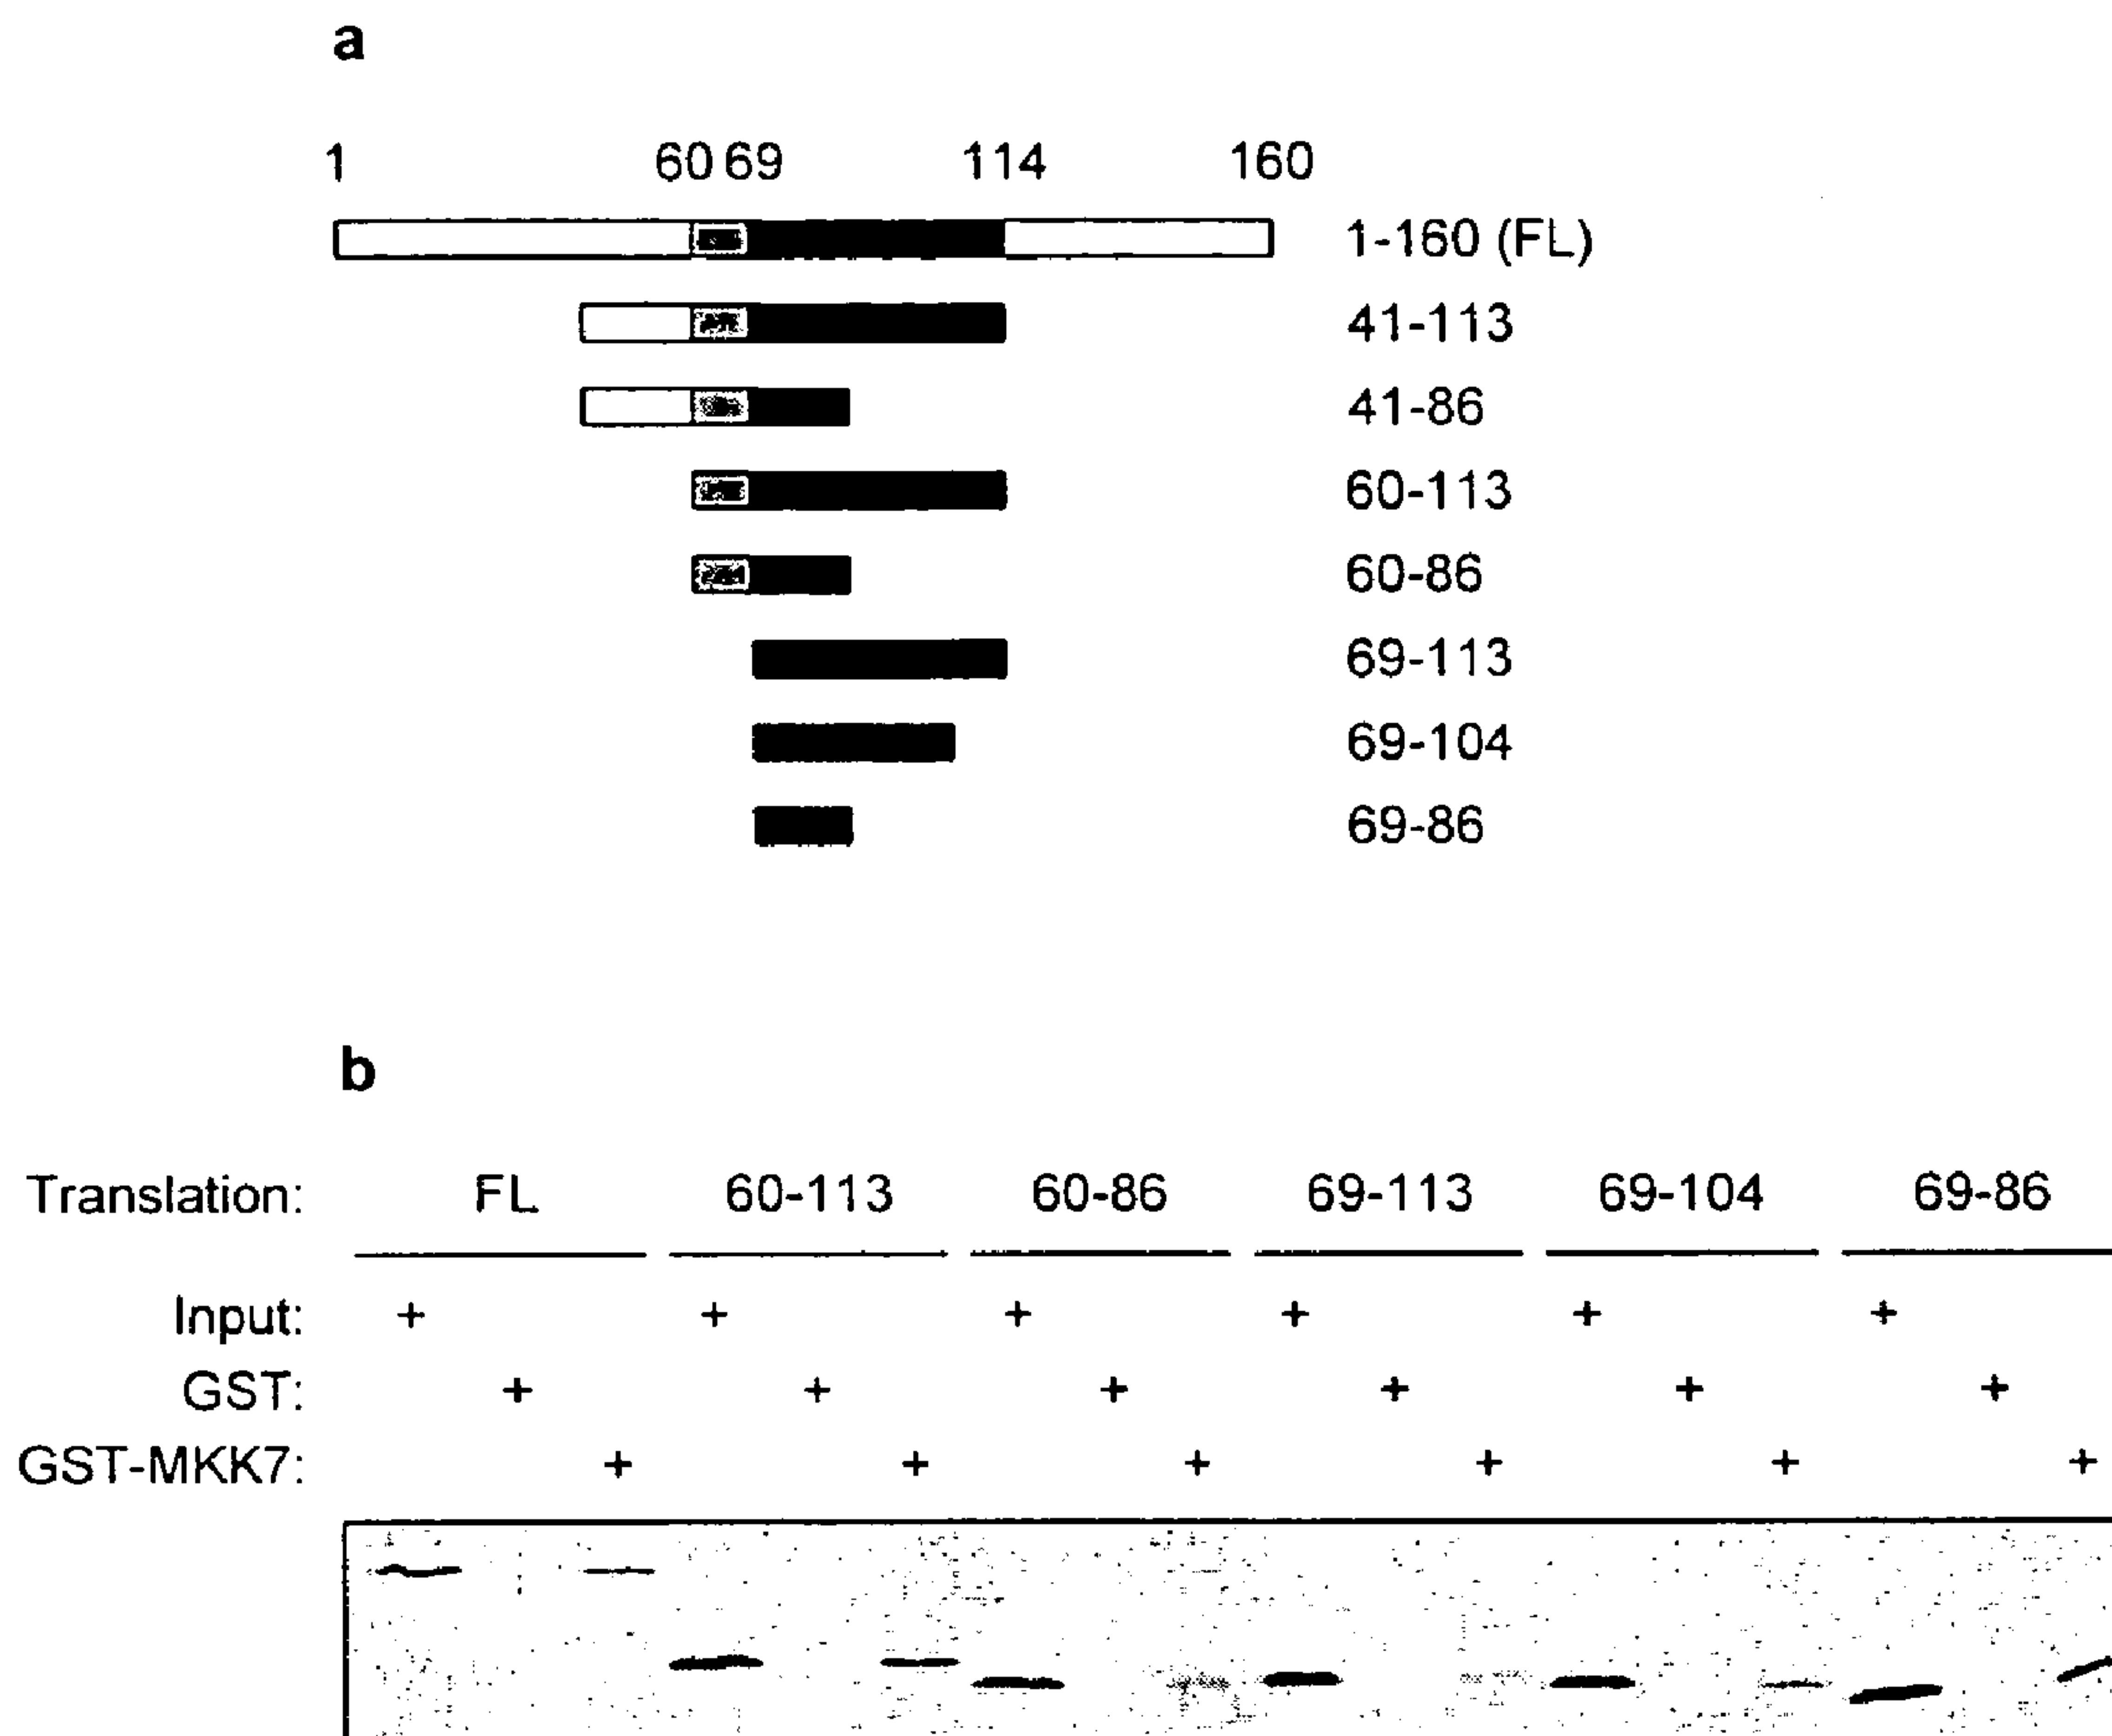 a
1 60 69 114 160
1-160 (FL)
41-113
41-86
60-113
60-86
69-113
69-104
69-86
b
Translation: FL 60-113 60-86 69-113 69-104 69-86
Input: + + + + + +
GST: + + + + + +
GST-MKK7: + + + + + +